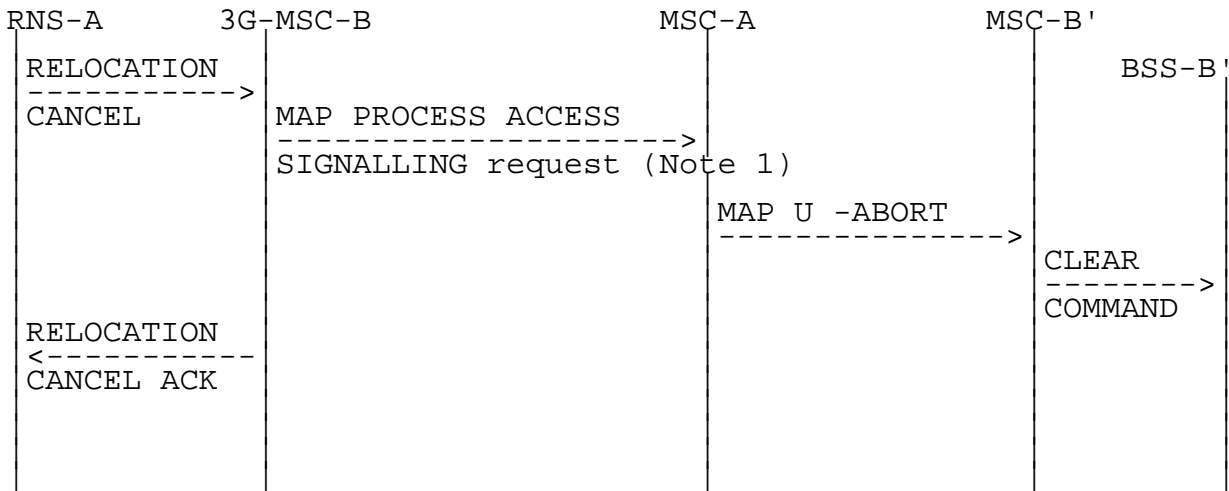 RNS-A 3G-MSC-B MSC-A MSC-B'
RELOCATION BSS-B'
CANCEL MAP PROCESS ACCESS
SIGNALLING request (Note 1)
MAP U -ABORT
CLEAR
COMMAND
RELOCATION
CANCEL ACK